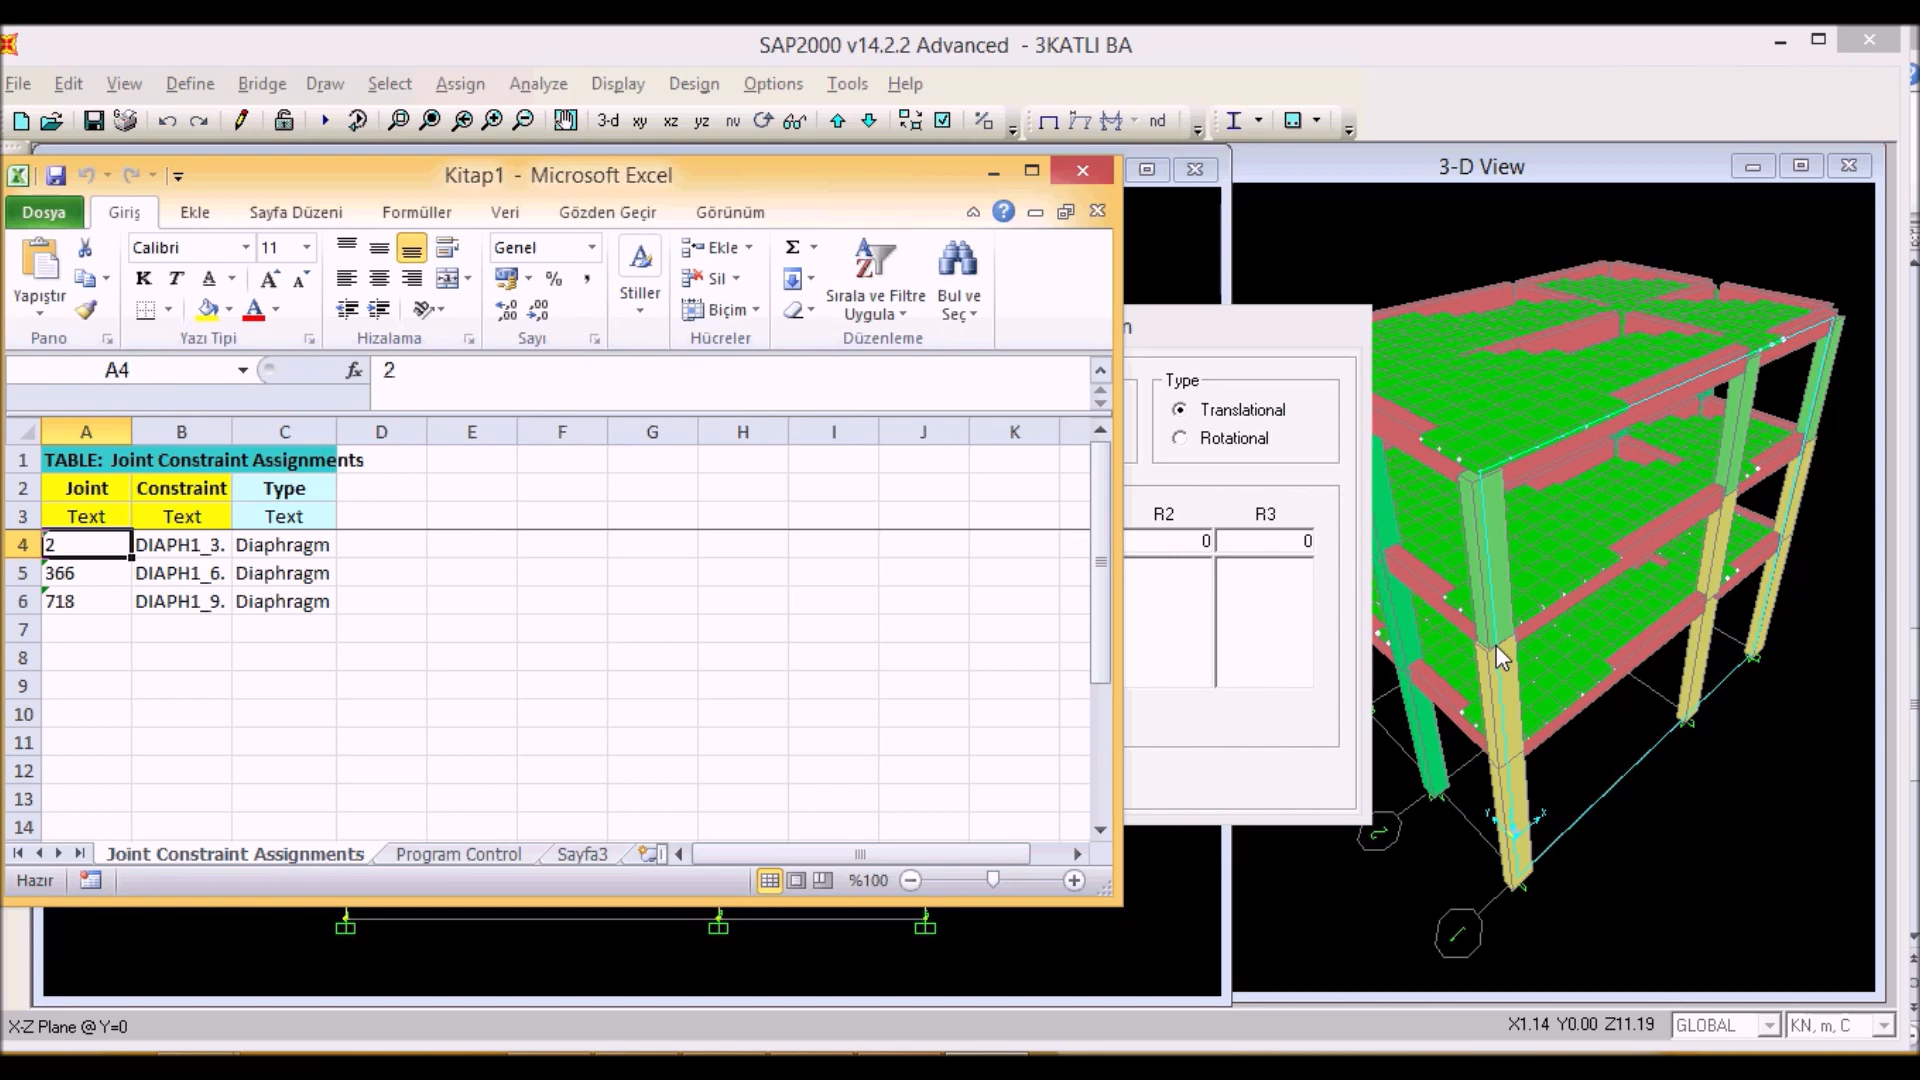 SAP2000 v14.2.2 Advanced - 3KATLI BA
File Edit View Define Bridge Draw Select Assign Analyze Display Design Options Tools Help
3-d xy xz yz nv nd
Kitap1 - Microsoft Excel
3-D View
Dosya Giriş Ekle Sayfa Düzeni Formüller Veri Gözden Geçir Görünüm
Calibri 11
Genel
Ekle
Sil
Biçim
K T A
Yapıştır
Stiller
Sırala ve Filtre Uygula
Bul ve Seç
Pano Yazı Tipi Hizalama Sayı Hücreler Düzenleme
A4 fx 2
A B C D E F G H I J K
1 TABLE: Joint Constraint Assignments
2 Joint Constraint Type
3 Text Text Text
4 2 DIAPH1_3. Diaphragm
5 366 DIAPH1_6. Diaphragm
6 718 DIAPH1_9. Diaphragm
7
8
9
10
11
12
13
14
Joint Constraint Assignments Program Control Sayfa3
Hazır %100
n
Type
Translational
Rotational
R2 R3
0 0
X-Z Plane @ Y=0
X1.14 Y0.00 Z11.19 GLOBAL KN, m, C